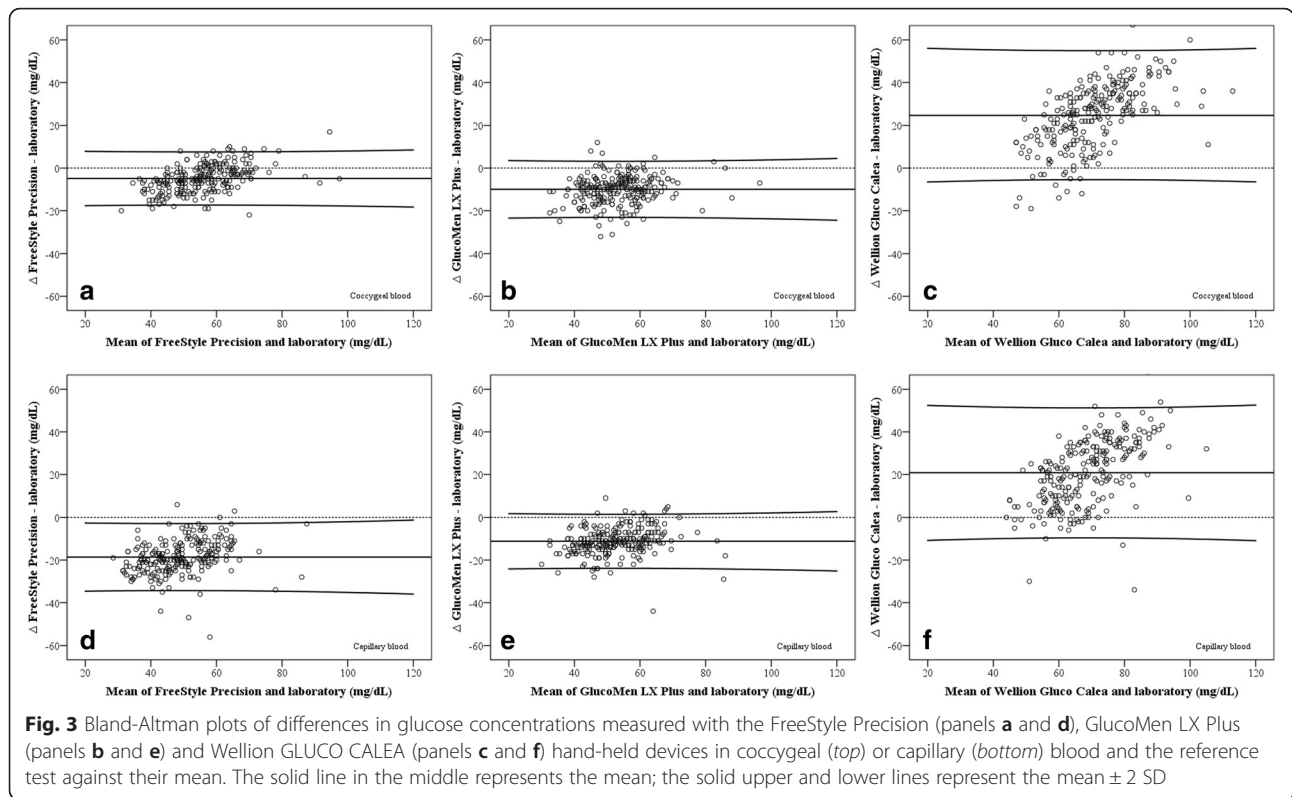 60
40
20
0
-20
-40
-60
Δ FreeStyle Precision - laboratory (mg/dL)
a
Coccygeal blood
20 40 60 80 100 120
Mean of FreeStyle Precision and laboratory (mg/dL)
60
40
20
0
-20
-40
-60
Δ GlucoMen LX Plus - laboratory (mg/dL)
b
Coccygeal blood
20 40 60 80 100 120
Mean of GlucoMen LX Plus and laboratory (mg/dL)
60
40
20
0
-20
-40
-60
Δ Wellion Gluco Calea - laboratory (mg/dL)
c
Coccygeal blood
20 40 60 80 100 120
Mean of Wellion Gluco Calea and laboratory (mg/dL)
60
40
20
0
-20
-40
-60
Δ FreeStyle Precision - laboratory (mg/dL)
d
Capillary blood
20 40 60 80 100 120
Mean of FreeStyle Precision and laboratory (mg/dL)
60
40
20
0
-20
-40
-60
Δ GlucoMen LX Plus - laboratory (mg/dL)
e
Capillary blood
20 40 60 80 100 120
Mean of GlucoMen LX Plus and laboratory (mg/dL)
60
40
20
0
-20
-40
-60
Δ Wellion Gluco Calea - laboratory (mg/dL)
f
Capillary blood
20 40 60 80 100 120
Mean of Wellion Gluco Calea and laboratory (mg/dL)
Fig. 3 Bland-Altman plots of differences in glucose concentrations measured with the FreeStyle Precision (panels a and d), GlucoMen LX Plus
(panels b and e) and Wellion GLUCO CALEA (panels c and f) hand-held devices in coccygeal (top) or capillary (bottom) blood and the reference
test against their mean. The solid line in the middle represents the mean; the solid upper and lower lines represent the mean ± 2 SD